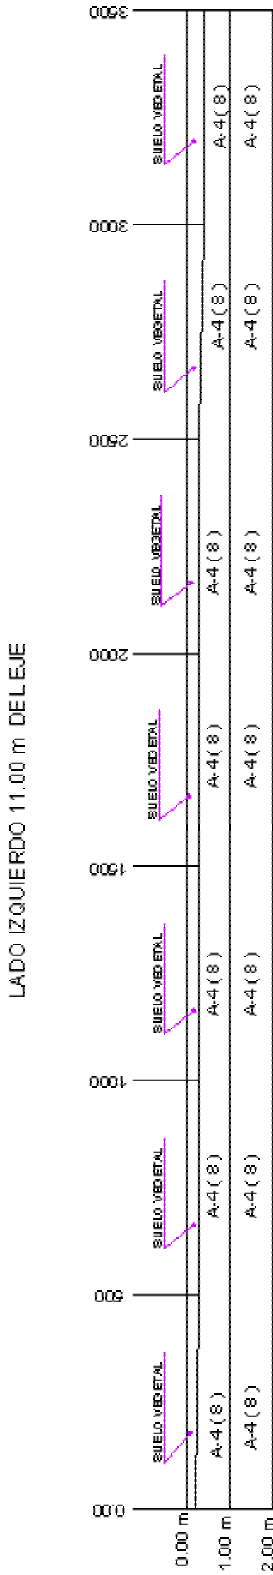 LADO IZQUIERDO 11.00 m DEL EJE
0.00 500 1000 1500 2000 2500 3000 3500
SUELO VEGETAL SUELO VEGETAL SUELO VEGETAL SUELO VEGETAL SUELO VEGETAL SUELO VEGETAL SUELO VEGETAL
0.00 m
A-4(8) A-4(8) A-4(8) A-4(8) A-4(8) A-4(8) A-4(8)
1.00 m
A-4(8) A-4(8) A-4(8) A-4(8) A-4(8) A-4(8) A-4(8)
2.00 m